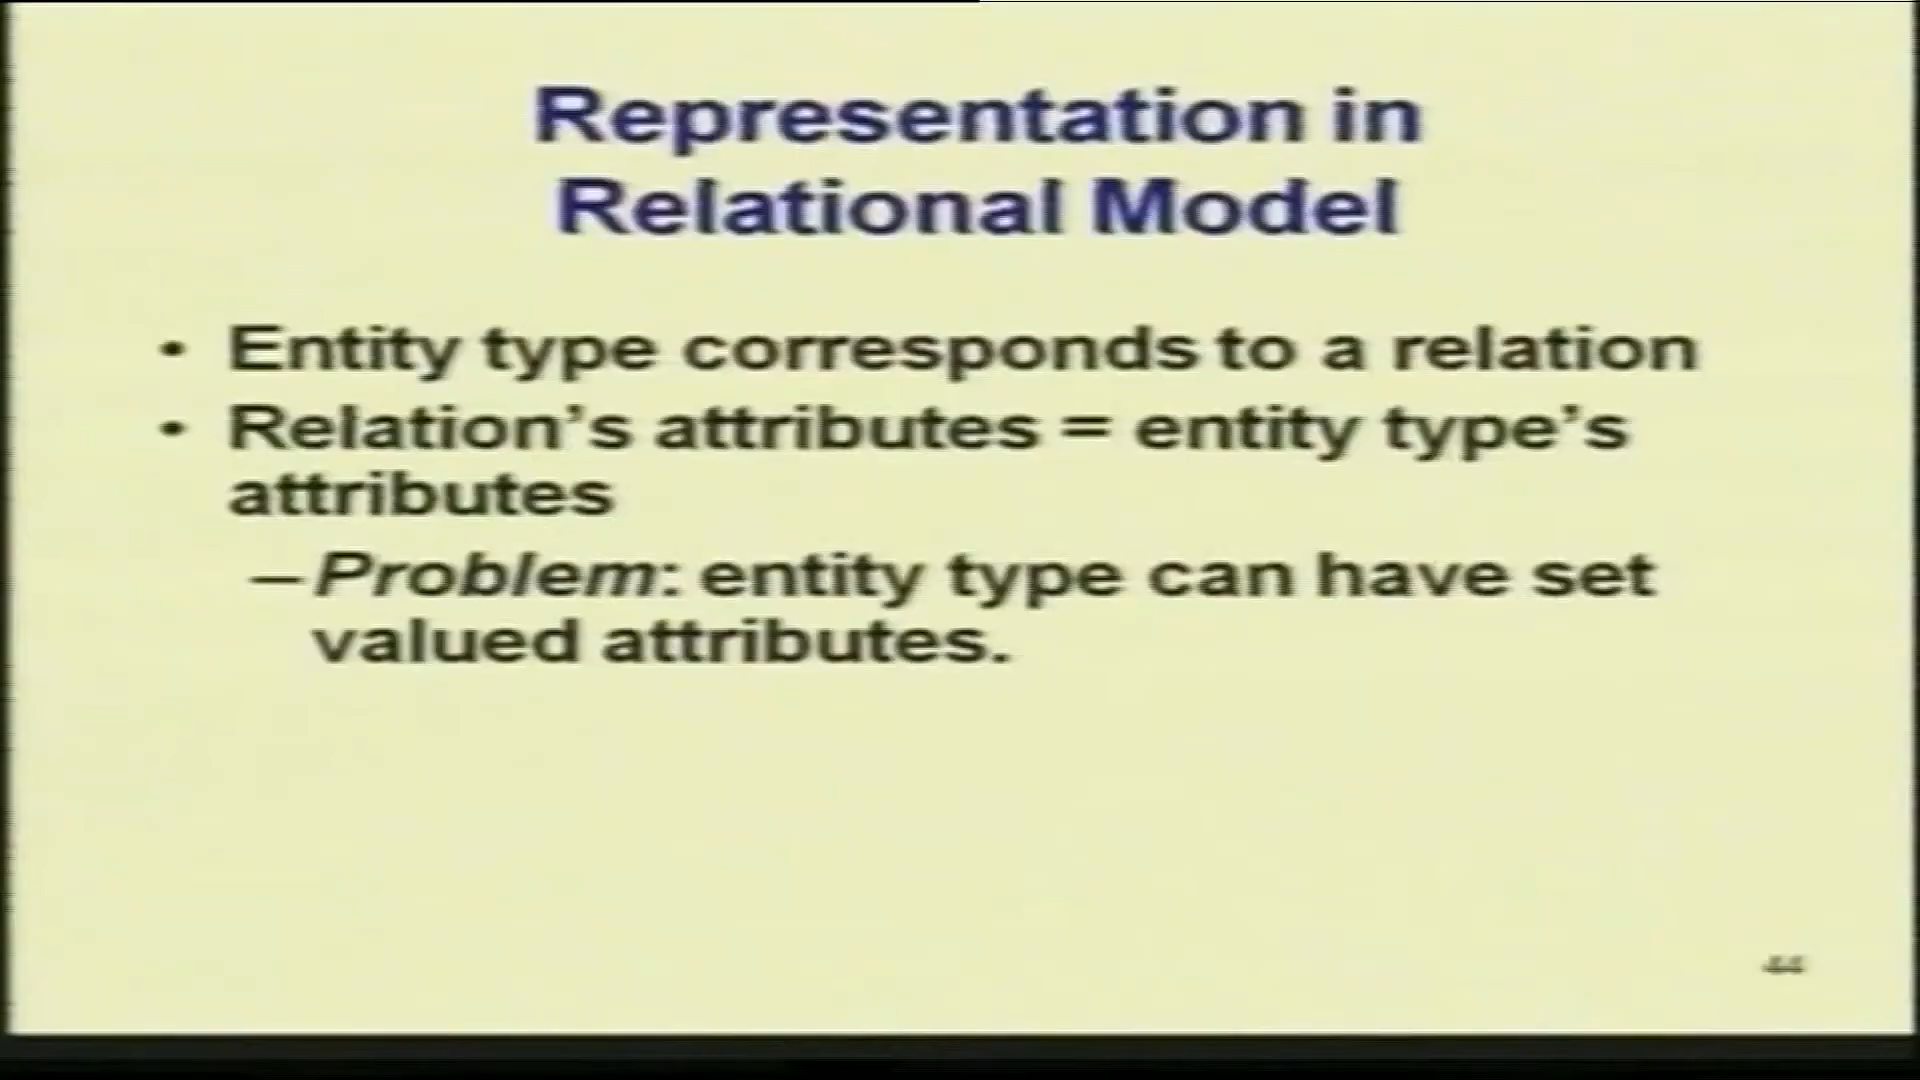 Representation in
Relational Model
• Entity type corresponds to a relation
• Relation’s attributes = entity type’s
attributes
– Problem: entity type can have set
valued attributes.
44